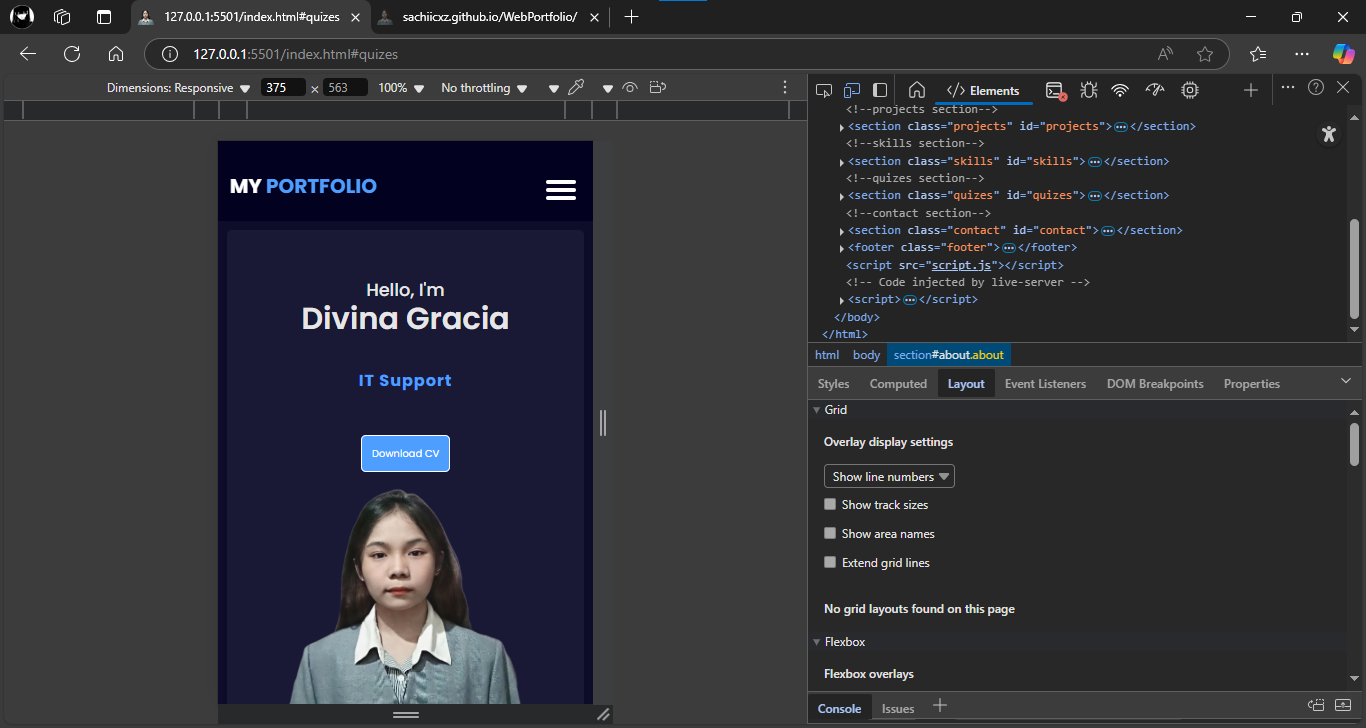 127.0.0.1:5501/index.html#quizes
sachiicxz.github.io/WebPortfolio/
127.0.0.1:5501/index.html#quizes
Dimensions: Responsive
375
×
563
100%
No throttling
MY PORTFOLIO
Hello, I'm
Divina Gracia
IT Support
Download CV
Elements
<!--projects section-->
<section class="projects" id="projects">…</section>
<!--skills section-->
<section class="skills" id="skills">…</section>
<!--quizes section-->
<section class="quizes" id="quizes">…</section>
<!--contact section-->
<section class="contact" id="contact">…</section>
<footer class="footer">…</footer>
<script src="script.js"></script>
<!-- Code injected by live-server -->
<script>…</script>
</body>
</html>
html body section#about.about
Styles Computed Layout Event Listeners DOM Breakpoints Properties
Grid
Overlay display settings
Show line numbers
Show track sizes
Show area names
Extend grid lines
No grid layouts found on this page
Flexbox
Flexbox overlays
Console Issues